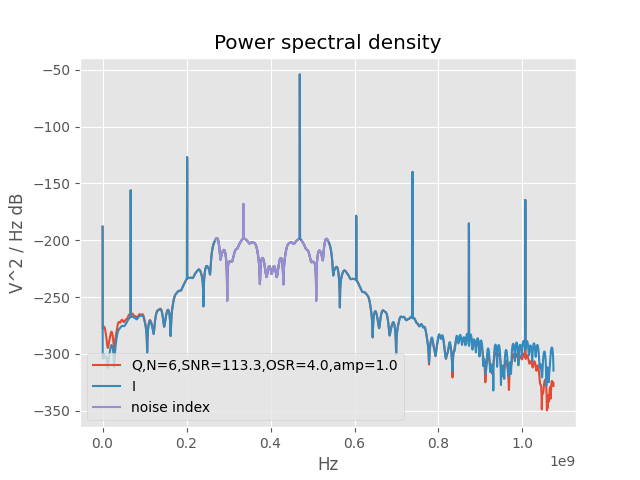 Power spectral density
V^2 / Hz dB
−50
−100
−150
−200
−250
−300
−350
Q,N=6,SNR=113.3,OSR=4.0,amp=1.0
I
noise index
0.0 0.2 0.4 0.6 0.8 1.0
1e9
Hz